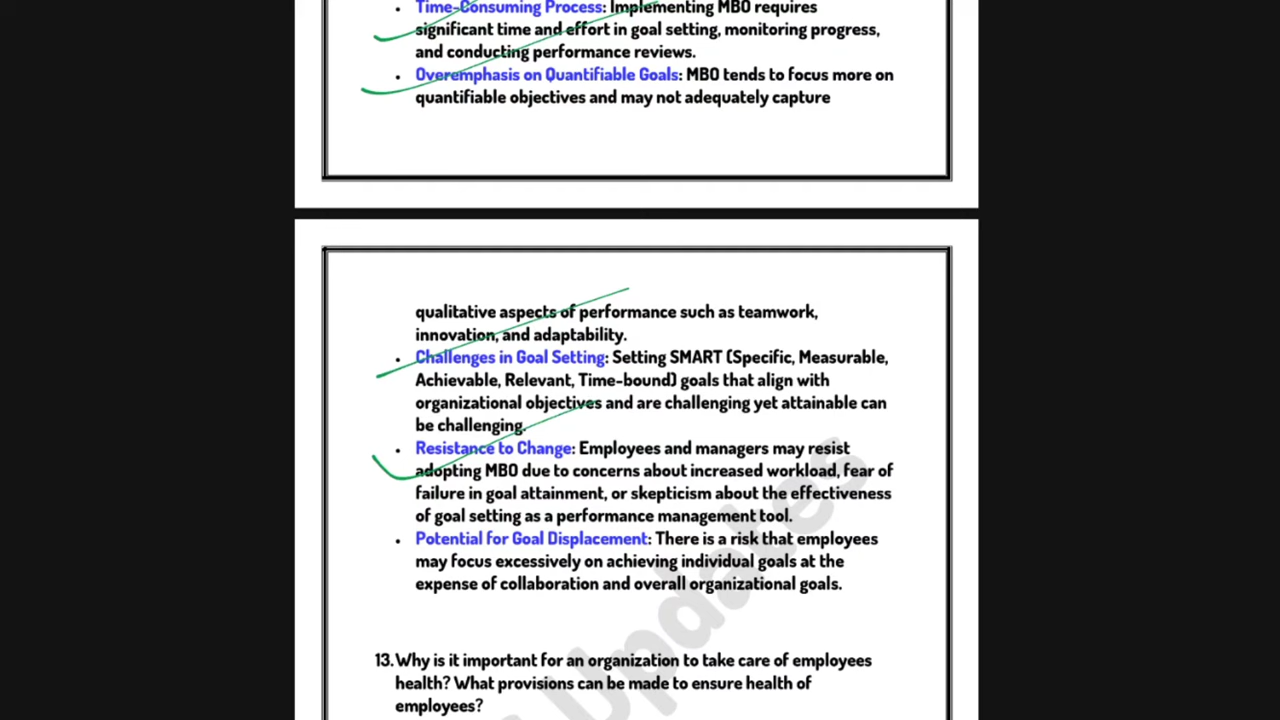 • Time-Consuming Process: Implementing MBO requires
significant time and effort in goal setting, monitoring progress,
and conducting performance reviews.
• Overemphasis on Quantifiable Goals: MBO tends to focus more on
quantifiable objectives and may not adequately capture
qualitative aspects of performance such as teamwork,
innovation, and adaptability.
• Challenges in Goal Setting: Setting SMART (Specific, Measurable,
Achievable, Relevant, Time-bound) goals that align with
organizational objectives and are challenging yet attainable can
be challenging.
• Resistance to Change: Employees and managers may resist
adopting MBO due to concerns about increased workload, fear of
failure in goal attainment, or skepticism about the effectiveness
of goal setting as a performance management tool.
• Potential for Goal Displacement: There is a risk that employees
may focus excessively on achieving individual goals at the
expense of collaboration and overall organizational goals.
13. Why is it important for an organization to take care of employees
health? What provisions can be made to ensure health of
employees?
Updates